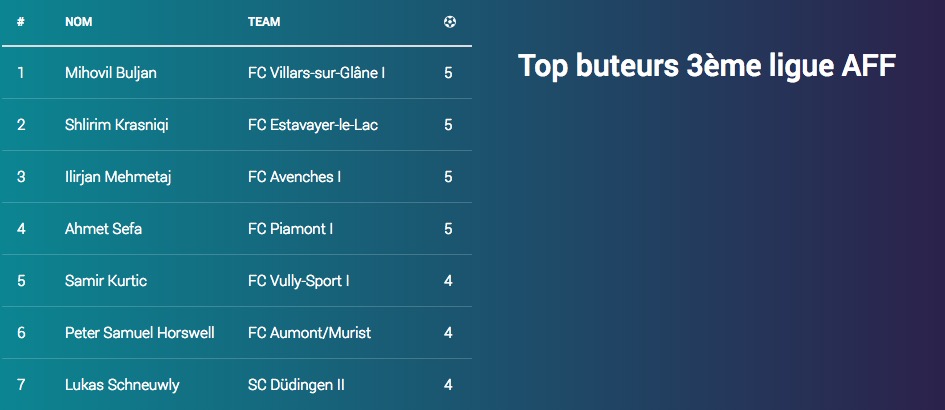 # NOM TEAM
1 Mihovil Buljan FC Villars-sur-Glâne I 5
2 Shlirim Krasniqi FC Estavayer-le-Lac 5
3 Ilirjan Mehmetaj FC Avenches I 5
4 Ahmet Sefa FC Piamont I 5
5 Samir Kurtic FC Vully-Sport I 4
6 Peter Samuel Horswell FC Aumont/Murist 4
7 Lukas Schneuwly SC Düdingen II 4
Top buteurs 3ème ligue AFF